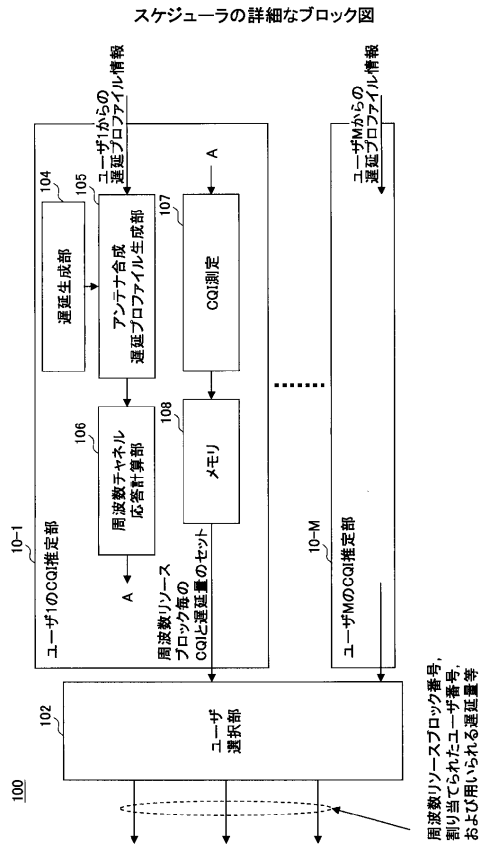 スケジューラの詳細なブロック図
100
10-1
ユーザ1のCQI推定部
ユーザ1からの
遅延プロファイル情報
104
遅延生成部
105
アンテナ合成
遅延プロファイル生成部
106
周波数チャネル
応答計算部
A
A
107
CQI測定
108
メモリ
周波数リソース
ブロック毎の
CQIと遅延量のセット
10-M
ユーザMのCQI推定部
ユーザMからの
遅延プロファイル情報
102
ユーザ
選択部
周波数リソースブロック番号,
割り当てられたユーザ番号,
および用いられる遅延量等